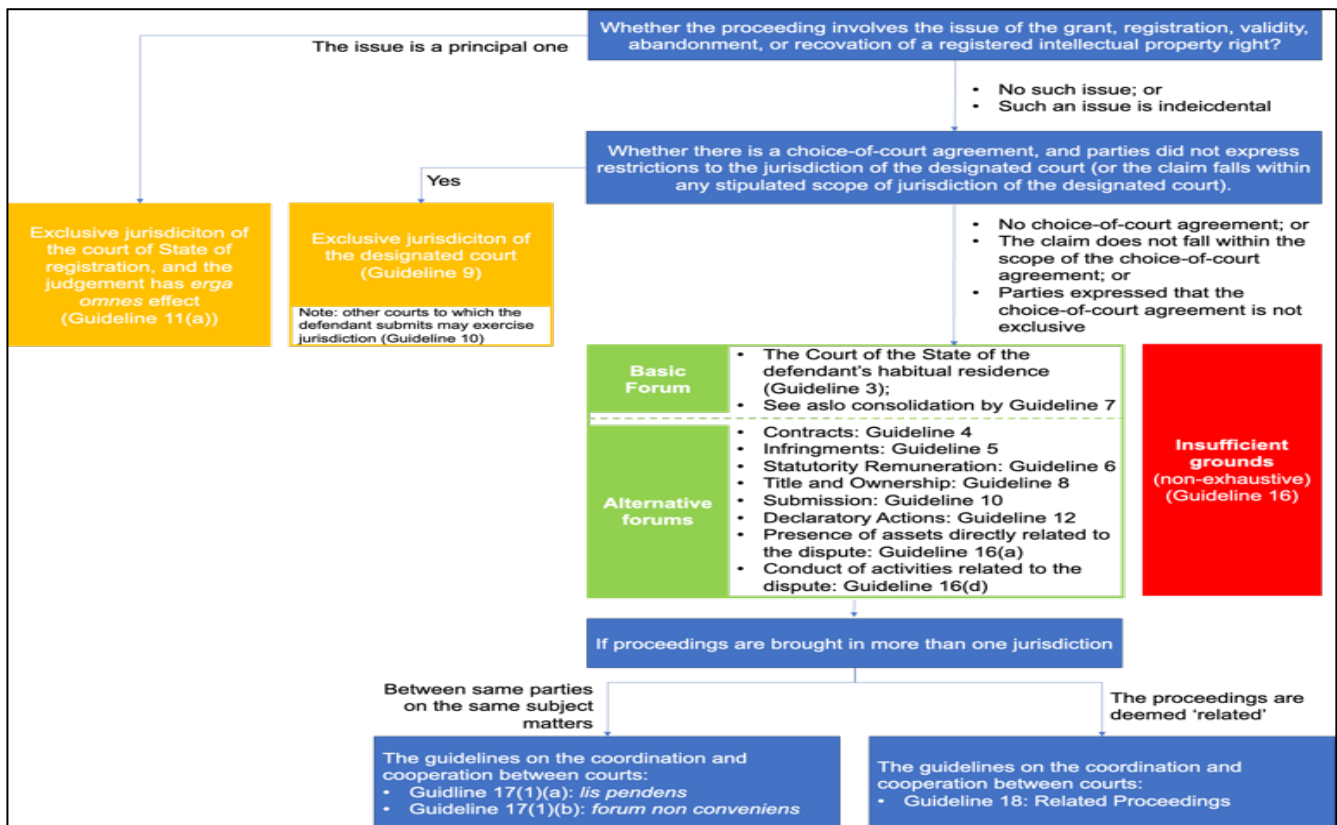 Whether the proceeding involves the issue of the grant, registration, validity,
abandonment, or recovation of a registered intellectual property right?
The issue is a principal one
• No such issue; or
• Such an issue is indeicdental
Whether there is a choice-of-court agreement, and parties did not express
restrictions to the jurisdiction of the designated court (or the claim falls within
any stipulated scope of jurisdiction of the designated court).
Yes
Exclusive jurisdiciton of
the court of State of
registration, and the
judgement has erga
omnes effect
(Guideline 11(a))
Exclusive jurisdiciton of
the designated court
(Guideline 9)
Note: other courts to which the
defendant submits may exercise
jurisdiction (Guideline 10)
• No choice-of-court agreement; or
• The claim does not fall within the
scope of the choice-of-court
agreement; or
• Parties expressed that the
choice-of-court agreement is not
exclusive
Basic
Forum
• The Court of the State of the
defendant's habitual residence
(Guideline 3);
• See aslo consolidation by Guideline 7
Alternative
forums
• Contracts: Guideline 4
• Infringments: Guideline 5
• Statutority Remuneration: Guideline 6
• Title and Ownership: Guideline 8
• Submission: Guideline 10
• Declaratory Actions: Guideline 12
• Presence of assets directly related to
the dispute: Guideline 16(a)
• Conduct of activities related to the
dispute: Guideline 16(d)
Insufficient
grounds
(non-exhaustive)
(Guideline 16)
If proceedings are brought in more than one jurisdiction
Between same parties
on the same subject
matters
The proceedings are
deemed 'related'
The guidelines on the coordination and
cooperation between courts:
• Guidline 17(1)(a): lis pendens
• Guideline 17(1)(b): forum non conveniens
The guidelines on the coordination and
cooperation between courts:
• Guideline 18: Related Proceedings